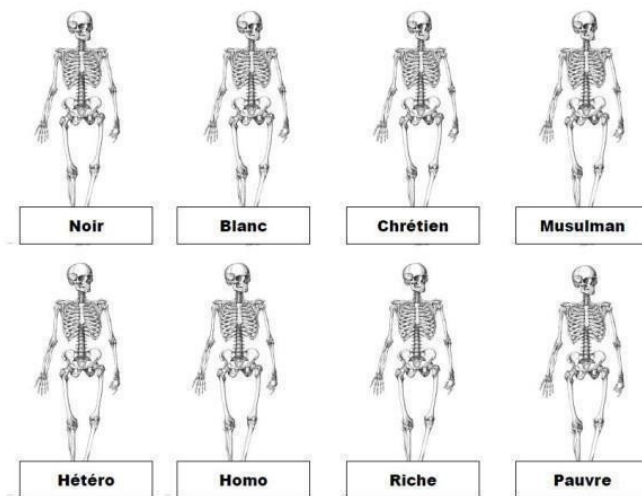 Noir
Blanc
Chrétien
Musulman
Hétéro
Homo
Riche
Pauvre